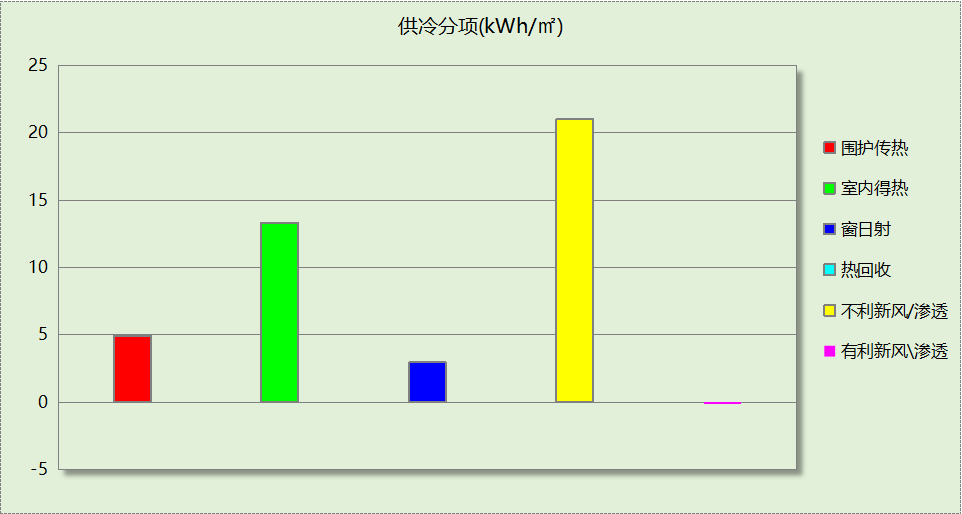 供冷分项(kWh/㎡)
25
20
15
10
5
0
-5
围护传热
室内得热
窗日射
热回收
不利新风/渗透
有利新风\渗透